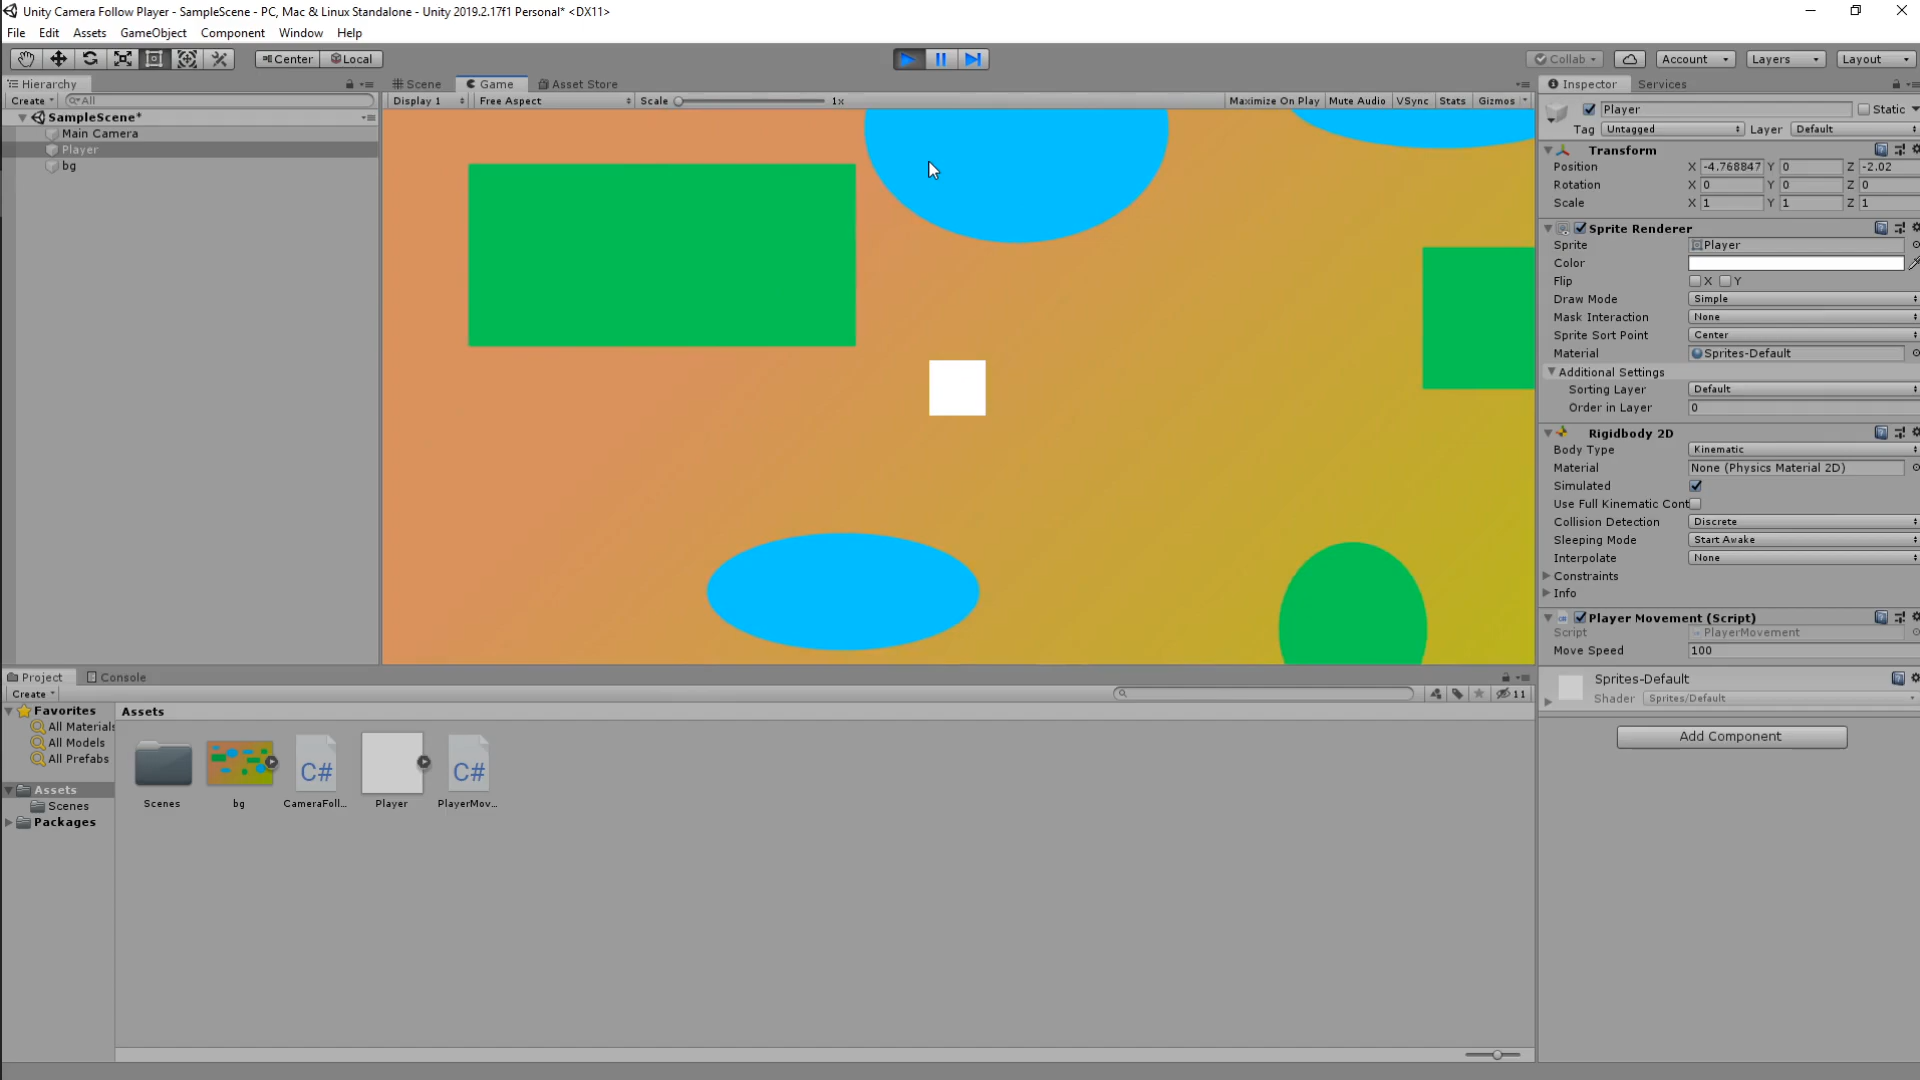 Unity Camera Follow Player - SampleScene - PC, Mac & Linux Standalone - Unity 2019.2.17f1 Personal* <DX11>
File Edit Assets GameObject Component Window Help
Center Local Collab Account Layers Layout
Hierarchy
Create All
SampleScene*
Main Camera
Player
bg
Scene Game Asset Store
Display 1 Free Aspect Scale 1x Maximize On Play Mute Audio VSync Stats Gizmos
Inspector Services
Player Static
Tag Untagged Layer Default
Transform
Position X -4.768847 Y 0 Z -2.02
Rotation X 0 Y 0 Z 0
Scale X 1 Y 1 Z 1
Sprite Renderer
Sprite Player
Color
Flip X Y
Draw Mode Simple
Mask Interaction None
Sprite Sort Point Center
Material Sprites-Default
Additional Settings
Sorting Layer Default
Order in Layer 0
Rigidbody 2D
Body Type Kinematic
Material None (Physics Material 2D)
Simulated
Use Full Kinematic Cont
Collision Detection Discrete
Sleeping Mode Start Awake
Interpolate None
Constraints
Info
Player Movement (Script)
Script PlayerMovement
Move Speed 100
Sprites-Default
Shader Sprites/Default
Add Component
Project Console
Create 11
Favorites
All Materials
All Models
All Prefabs
Assets
Scenes
Packages
Assets
C# C#
Scenes bg CameraFoll... Player PlayerMov...